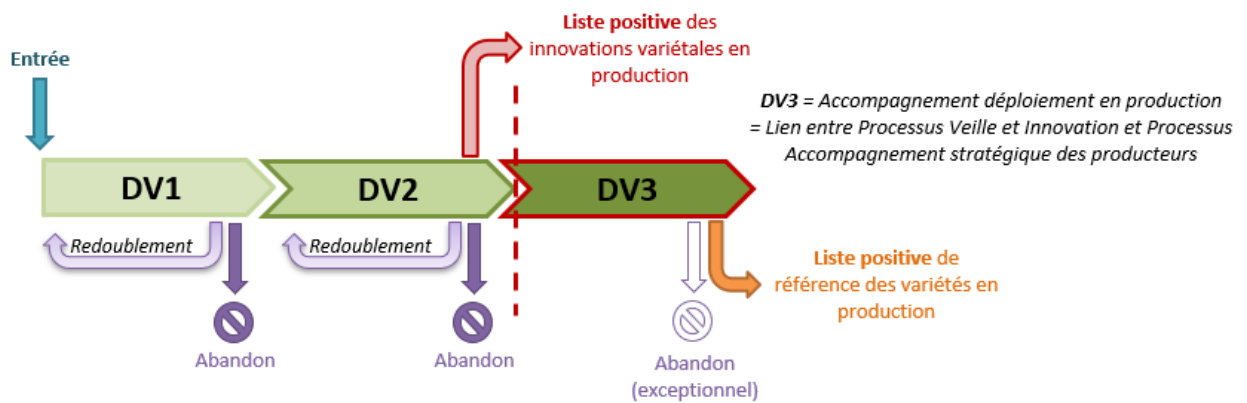 Entrée
Liste positive des
innovations variétales en
production
DV3 = Accompagnement déploiement en production
= Lien entre Processus Veille et Innovation et Processus
Accompagnement stratégique des producteurs
DV1
DV2
DV3
Redoublement
Redoublement
Liste positive de
référence des variétés en
production
Abandon
Abandon
Abandon
(exceptionnel)